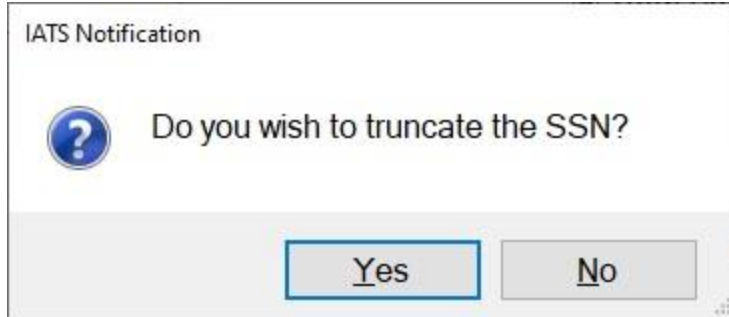 IATS Notification
Do you wish to truncate the SSN?
Yes
No